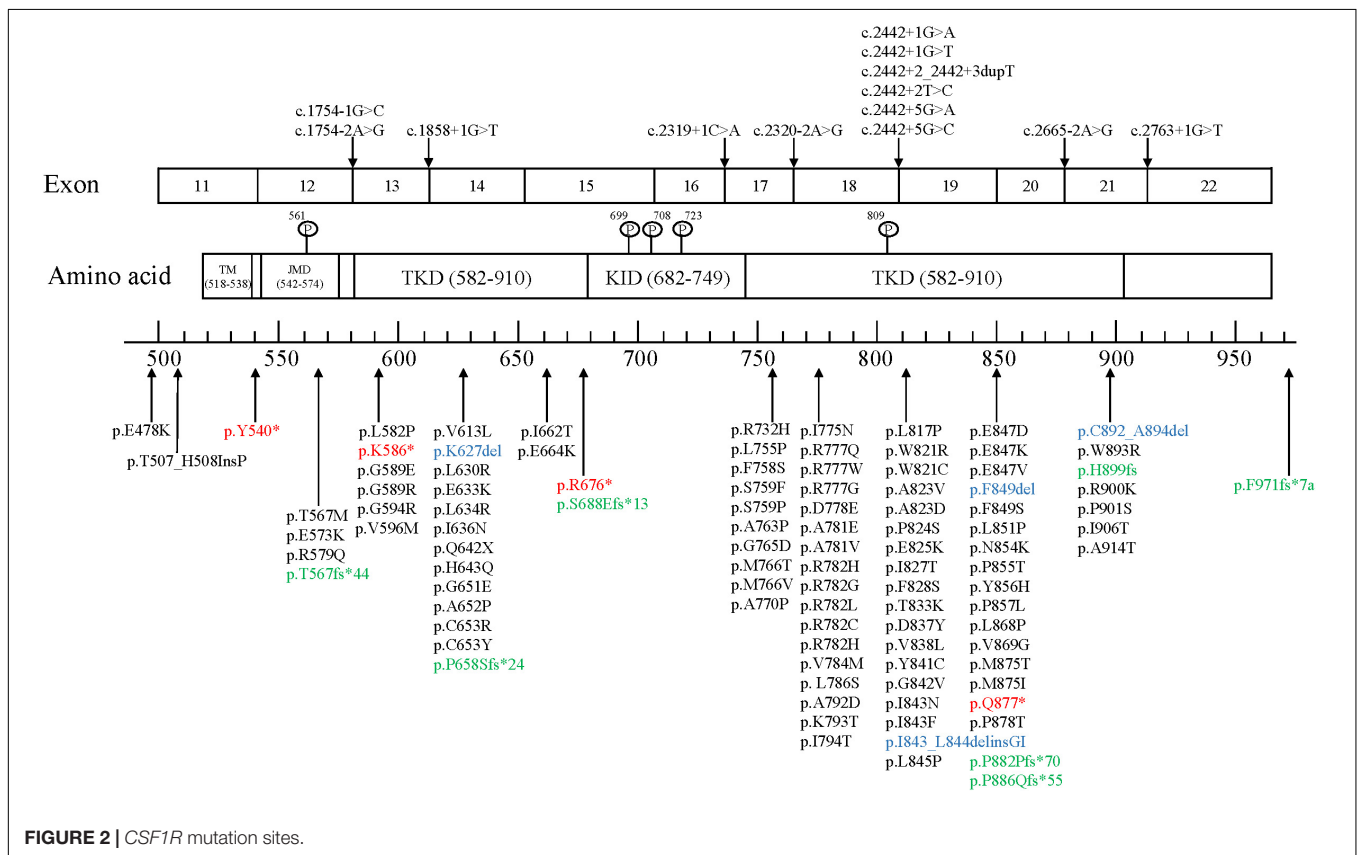 c.2442+1G>A
c.2442+1G>T
c.2442+2_2442+3dupT
c.2442+2T>C
c.2442+5G>A
c.2442+5G>C
c.1754-1G>C
c.1754-2A>G
c.1858+1G>T
c.2319+1C>A
c.2320-2A>G
c.2665-2A>G
c.2763+1G>T
Exon
11 12 13 14 15 16 17 18 19 20 21 22
561 699 708 723 809
P P P P P
Amino acid
TM
(518-538)
JMD
(542-574)
TKD (582-910)
KID (682-749)
TKD (582-910)
500 550 600 650 700 750 800 850 900 950
p.E478K
p.T507_H508InsP
p.Y540*
p.T567M
p.E573K
p.R579Q
p.T567fs*44
p.L582P
p.K586*
p.G589E
p.G589R
p.G594R
p.V596M
p.V613L
p.K627del
p.L630R
p.E633K
p.L634R
p.I636N
p.Q642X
p.H643Q
p.G651E
p.A652P
p.C653R
p.C653Y
p.P658Sfs*24
p.I662T
p.E664K
p.R676*
p.S688Efs*13
p.R732H
p.L755P
p.F758S
p.S759F
p.S759P
p.A763P
p.G765D
p.M766T
p.M766V
p.A770P
p.I775N
p.R777Q
p.R777W
p.R777G
p.D778E
p.A781E
p.A781V
p.R782H
p.R782G
p.R782L
p.R782C
p.R782H
p.V784M
p. L786S
p.A792D
p.K793T
p.I794T
p.L817P
p.W821R
p.W821C
p.A823V
p.A823D
p.P824S
p.E825K
p.I827T
p.F828S
p.T833K
p.D837Y
p.V838L
p.Y841C
p.G842V
p.I843N
p.I843F
p.I843_L844delinsGI
p.L845P
p.E847D
p.E847K
p.E847V
p.F849del
p.F849S
p.L851P
p.N854K
p.P855T
p.Y856H
p.P857L
p.L868P
p.V869G
p.M875T
p.M875I
p.Q877*
p.P878T
p.P882Pfs*70
p.P886Qfs*55
p.C892_A894del
p.W893R
p.H899fs
p.R900K
p.P901S
p.I906T
p.A914T
p.F971fs*7a
FIGURE 2 | CSF1R mutation sites.